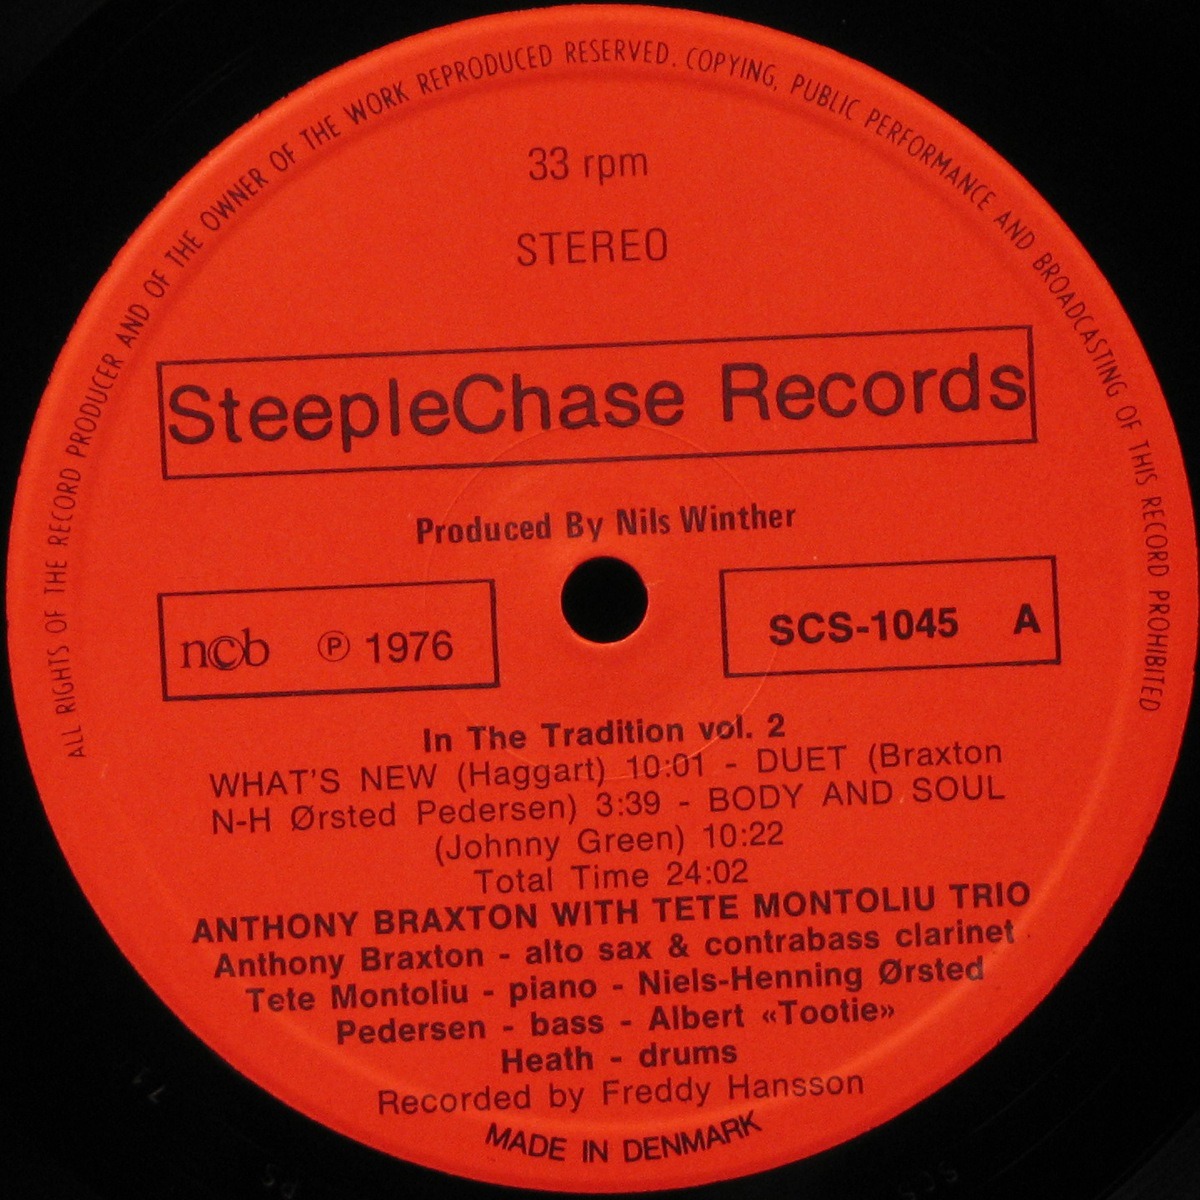 ALL RIGHTS OF THE RECORD PRODUCER AND OF THE OWNER OF THE WORK REPRODUCED RESERVED. COPYING, PUBLIC PERFORMANCE AND BROADCASTING OF THIS RECORD PROHIBITED
33 rpm
STEREO
SteepleChase Records
Produced By Nils Winther
n©b ℗ 1976
SCS-1045 A
In The Tradition vol. 2
WHAT'S NEW (Haggart) 10:01 - DUET (Braxton
N-H Ørsted Pedersen) 3:39 - BODY AND SOUL
(Johnny Green) 10:22
Total Time 24:02
ANTHONY BRAXTON WITH TETE MONTOLIU TRIO
Anthony Braxton - alto sax & contrabass clarinet
Tete Montoliu - piano - Niels-Henning Ørsted
Pedersen - bass - Albert «Tootie»
Heath - drums
Recorded by Freddy Hansson
MADE IN DENMARK